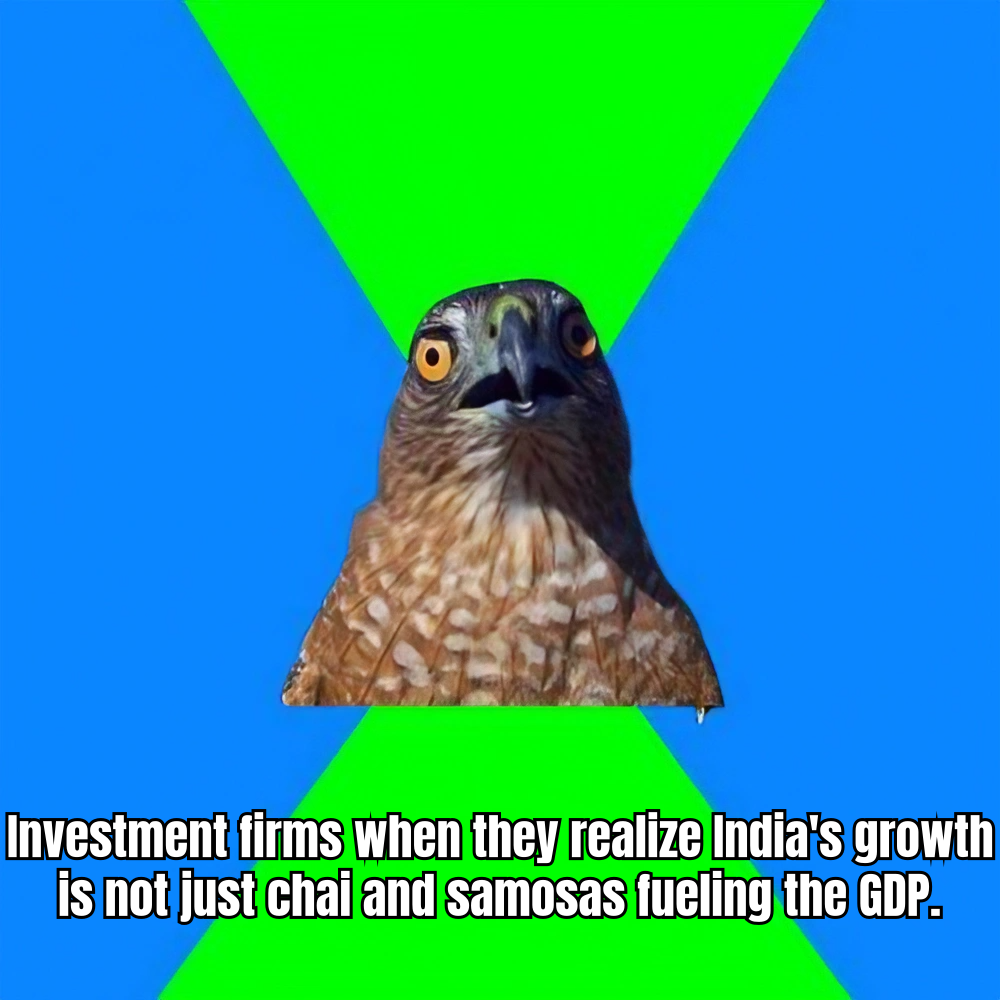 Investment firms when they realize India's growth
is not just chai and samosas fueling the GDP.